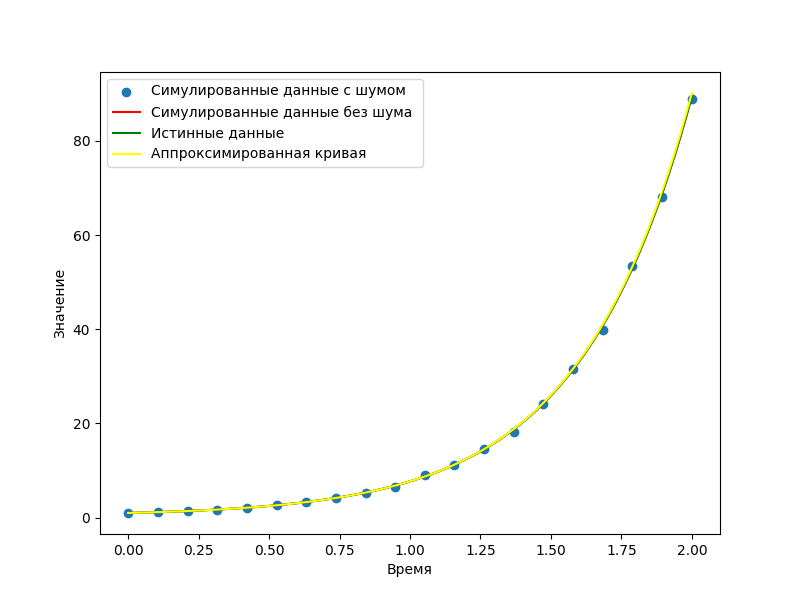 Симулированные данные с шумом
Симулированные данные без шума
Истинные данные
Аппроксимированная кривая
80
60
40
20
0
Значение
0.00 0.25 0.50 0.75 1.00 1.25 1.50 1.75 2.00
Время